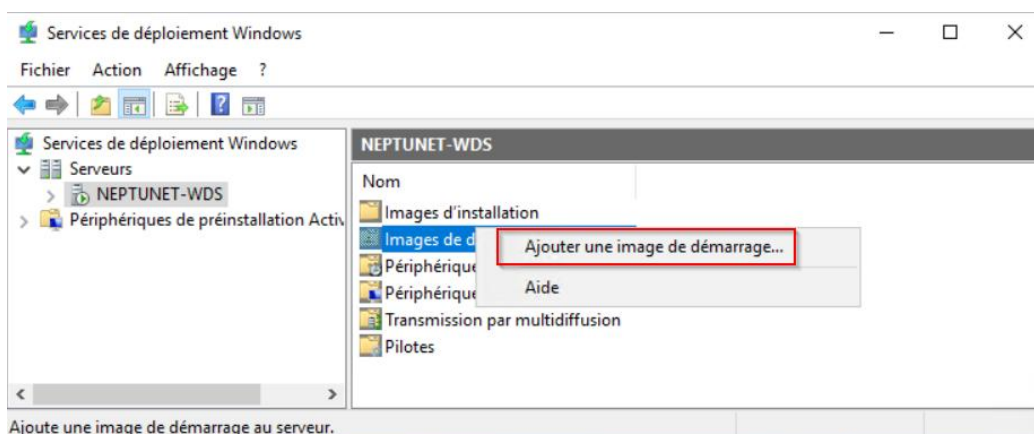 Services de déploiement Windows
Fichier Action Affichage ?
Services de déploiement Windows
Serveurs
NEPTUNET-WDS
Périphériques de préinstallation Activ
NEPTUNET-WDS
Nom
Images d'installation
Images de d
Périphérique
Périphérique
Transmission par multidiffusion
Pilotes
Ajouter une image de démarrage...
Aide
Ajoute une image de démarrage au serveur.